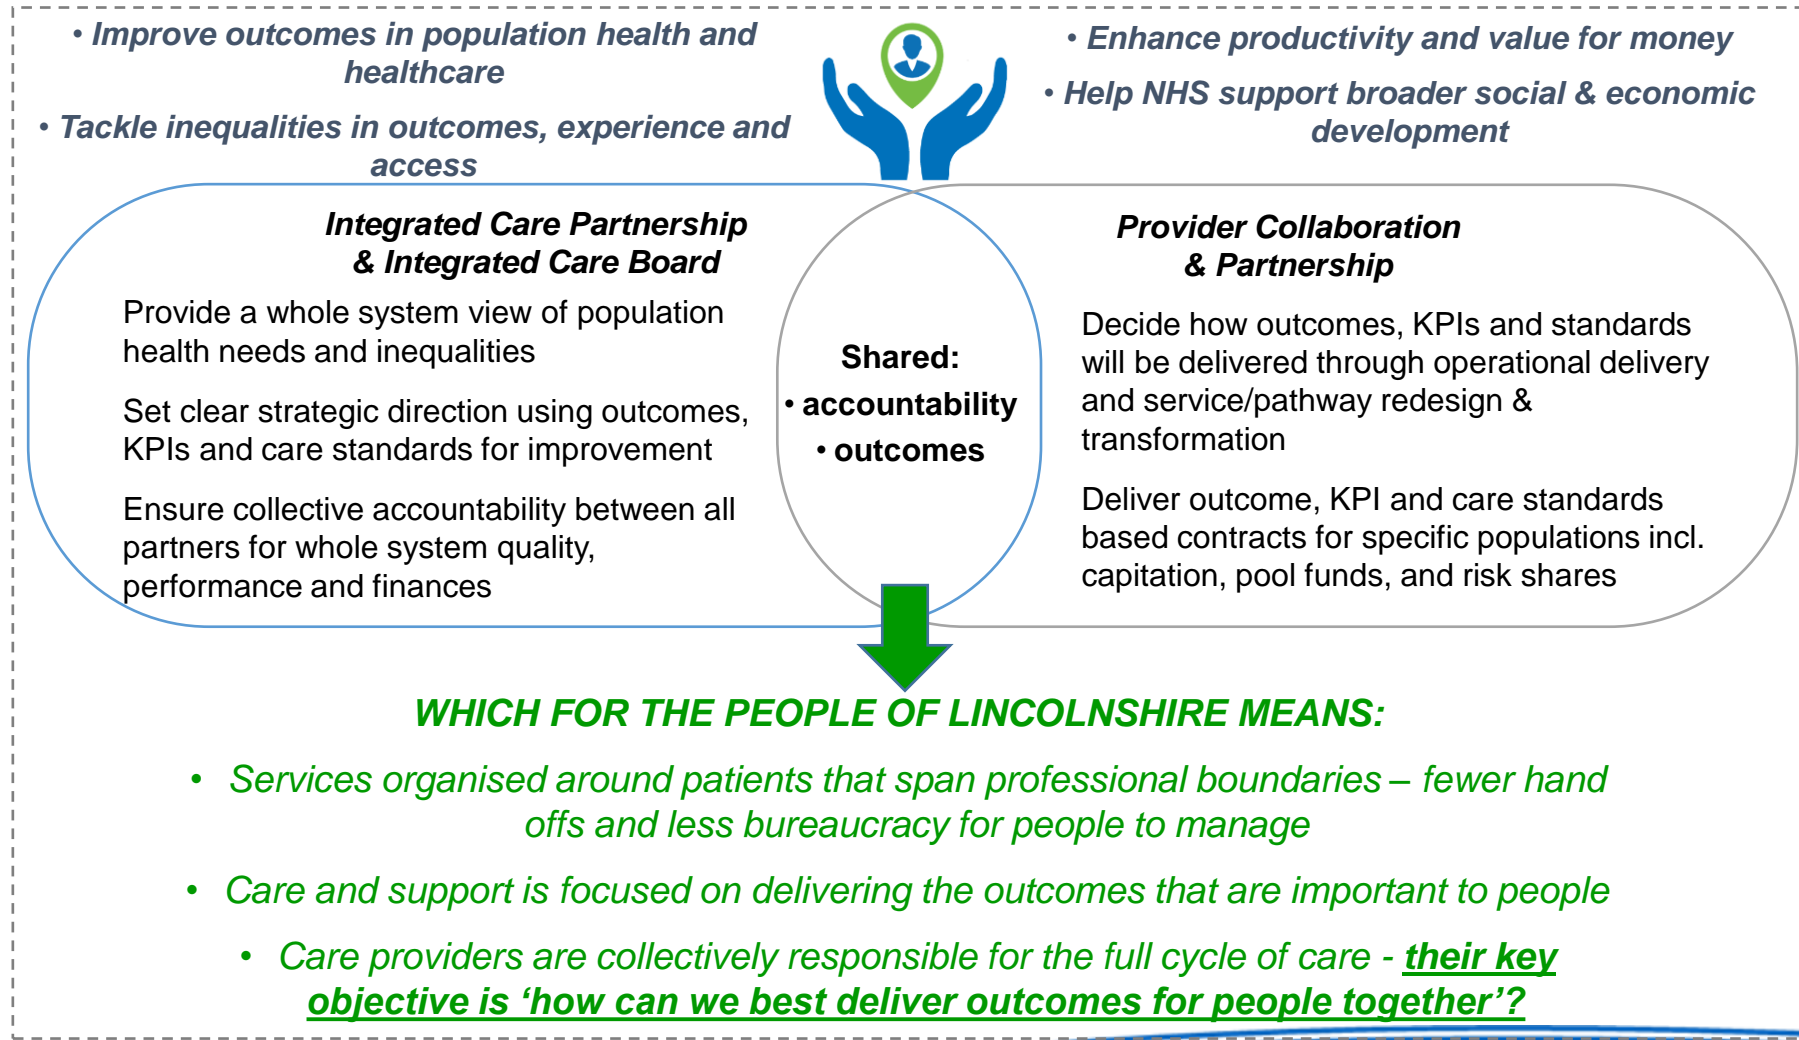 • Improve outcomes in population health and
healthcare
• Tackle inequalities in outcomes, experience and
access
• Enhance productivity and value for money
• Help NHS support broader social & economic
development
Integrated Care Partnership
& Integrated Care Board
Provide a whole system view of population
health needs and inequalities
Set clear strategic direction using outcomes,
KPIs and care standards for improvement
Ensure collective accountability between all
partners for whole system quality,
performance and finances
Shared:
• accountability
• outcomes
Provider Collaboration
& Partnership
Decide how outcomes, KPIs and standards
will be delivered through operational delivery
and service/pathway redesign &
transformation
Deliver outcome, KPI and care standards
based contracts for specific populations incl.
capitation, pool funds, and risk shares
WHICH FOR THE PEOPLE OF LINCOLNSHIRE MEANS:
• Services organised around patients that span professional boundaries – fewer hand
offs and less bureaucracy for people to manage
• Care and support is focused on delivering the outcomes that are important to people
• Care providers are collectively responsible for the full cycle of care - their key
objective is ‘how can we best deliver outcomes for people together’?